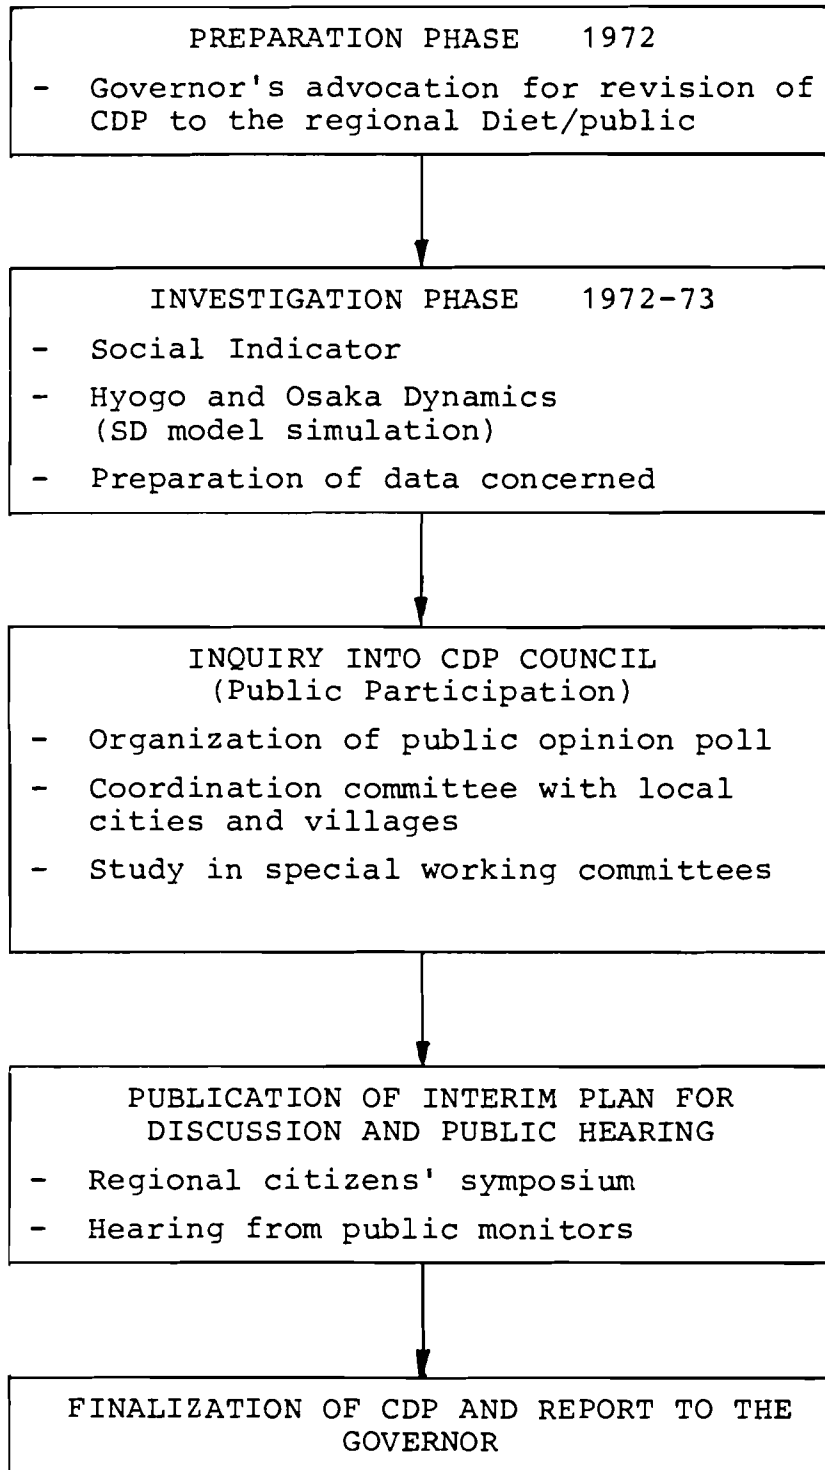 PREPARATION PHASE 1972
- Governor's advocation for revision of
CDP to the regional Diet/public
INVESTIGATION PHASE 1972-73
- Social Indicator
- Hyogo and Osaka Dynamics
(SD model simulation)
- Preparation of data concerned
INQUIRY INTO CDP COUNCIL
(Public Participation)
- Organization of public opinion poll
- Coordination committee with local
cities and villages
- Study in special working committees
PUBLICATION OF INTERIM PLAN FOR
DISCUSSION AND PUBLIC HEARING
- Regional citizens' symposium
- Hearing from public monitors
FINALIZATION OF CDP AND REPORT TO THE
GOVERNOR